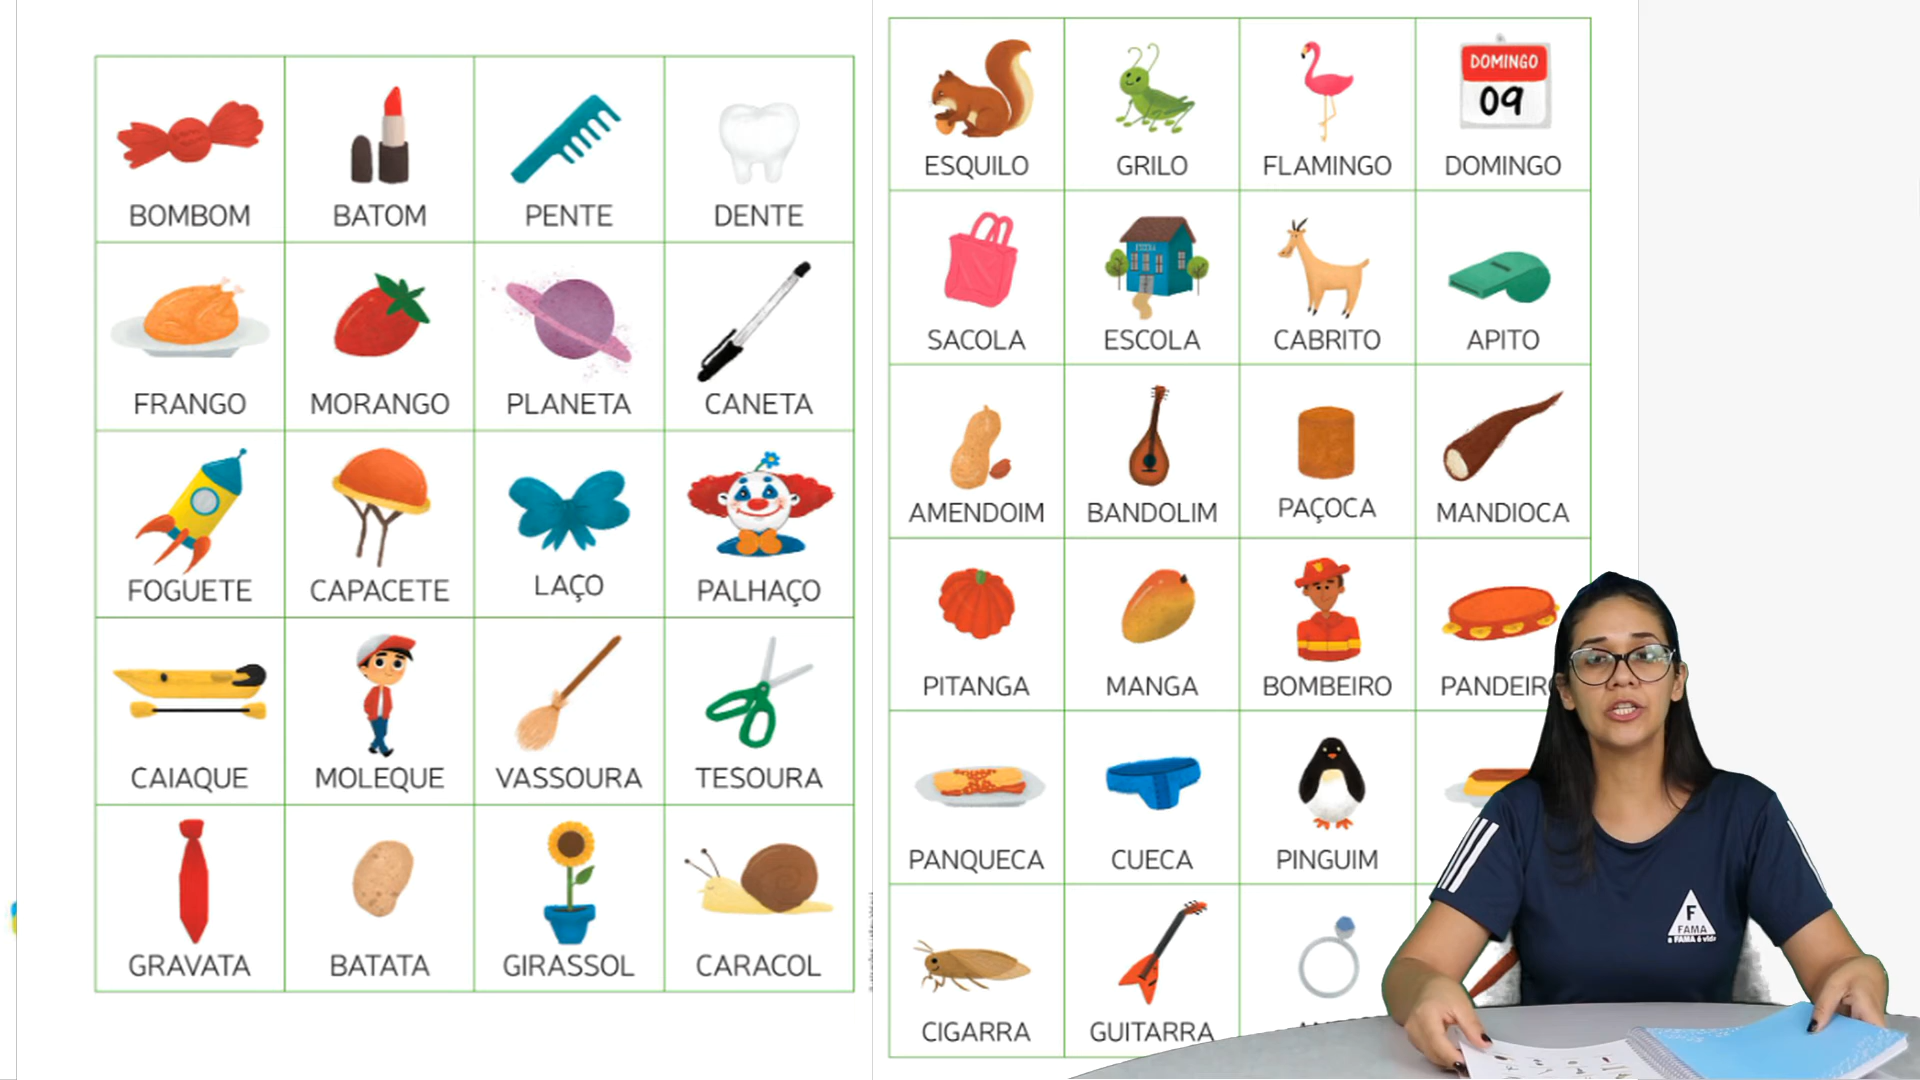 BOMBOM BATOM PENTE DENTE
FRANGO MORANGO PLANETA CANETA
FOGUETE CAPACETE LAÇO PALHAÇO
CAIAQUE MOLEQUE VASSOURA TESOURA
GRAVATA BATATA GIRASSOL CARACOL
DOMINGO
09
ESQUILO GRILO FLAMINGO DOMINGO
SACOLA ESCOLA CABRITO APITO
AMENDOIM BANDOLIM PAÇOCA MANDIOCA
PITANGA MANGA BOMBEIRO
PANQUECA CUECA PINGUIM
CIGARRA GUITARRA
F
FAMA
a FAMA é vida